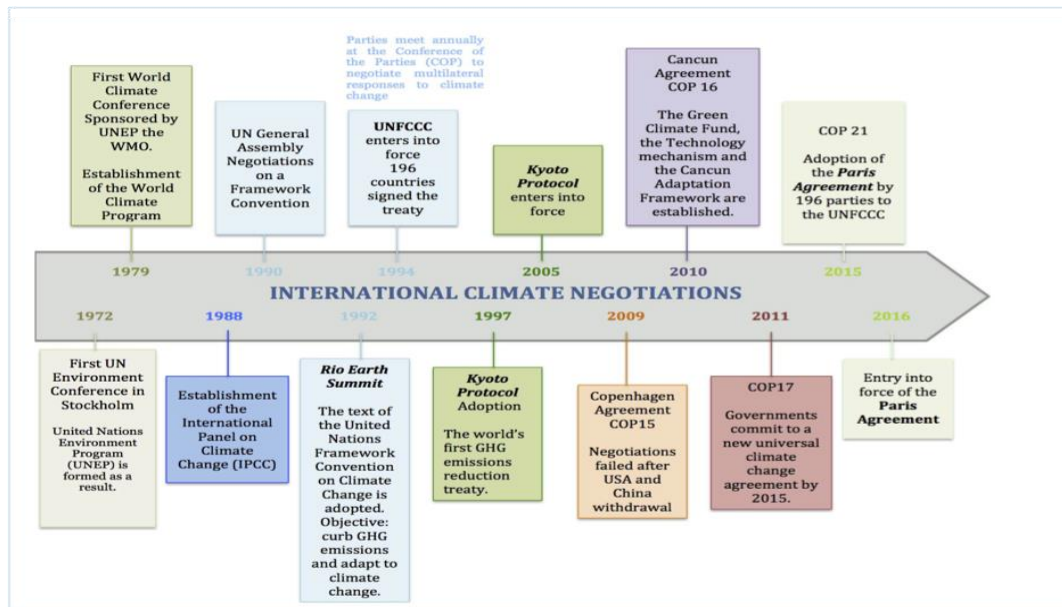 Parties meet annually
at the Conference of
the Parties (COP) to
negotiate multilateral
responses to climate
change
First World
Climate
Conference
Sponsored by
UNEP the
WMO.
Establishment
of the World
Climate
Program
UN General
Assembly
Negotiations
on a
Framework
Convention
UNFCCC
enters into
force
196
countries
signed the
treaty
Kyoto
Protocol
enters into
force
Cancun
Agreement
COP 16
The Green
Climate Fund,
the Technology
mechanism and
the Cancun
Adaptation
Framework are
established.
COP 21
Adoption of
the Paris
Agreement by
196 parties to
the UNFCCC
1979
1990
1994
2005
2010
2015
INTERNATIONAL CLIMATE NEGOTIATIONS
1972
1988
1992
1997
2009
2011
2016
First UN
Environment
Conference in
Stockholm
United Nations
Environment
Program
(UNEP) is
formed as a
result.
Establishment
of the
International
Panel on
Climate
Change (IPCC)
Rio Earth
Summit
The text of
the United
Nations
Framework
Convention
on Climate
Change is
adopted.
Objective:
curb GHG
emissions
and adapt to
climate
change.
Kyoto
Protocol
Adoption
The world's
first GHG
emissions
reduction
treaty.
Copenhagen
Agreement
COP15
Negotiations
failed after
USA and
China
withdrawal
COP17
Governments
commit to a
new universal
climate
change
agreement by
2015.
Entry into
force of the
Paris
Agreement